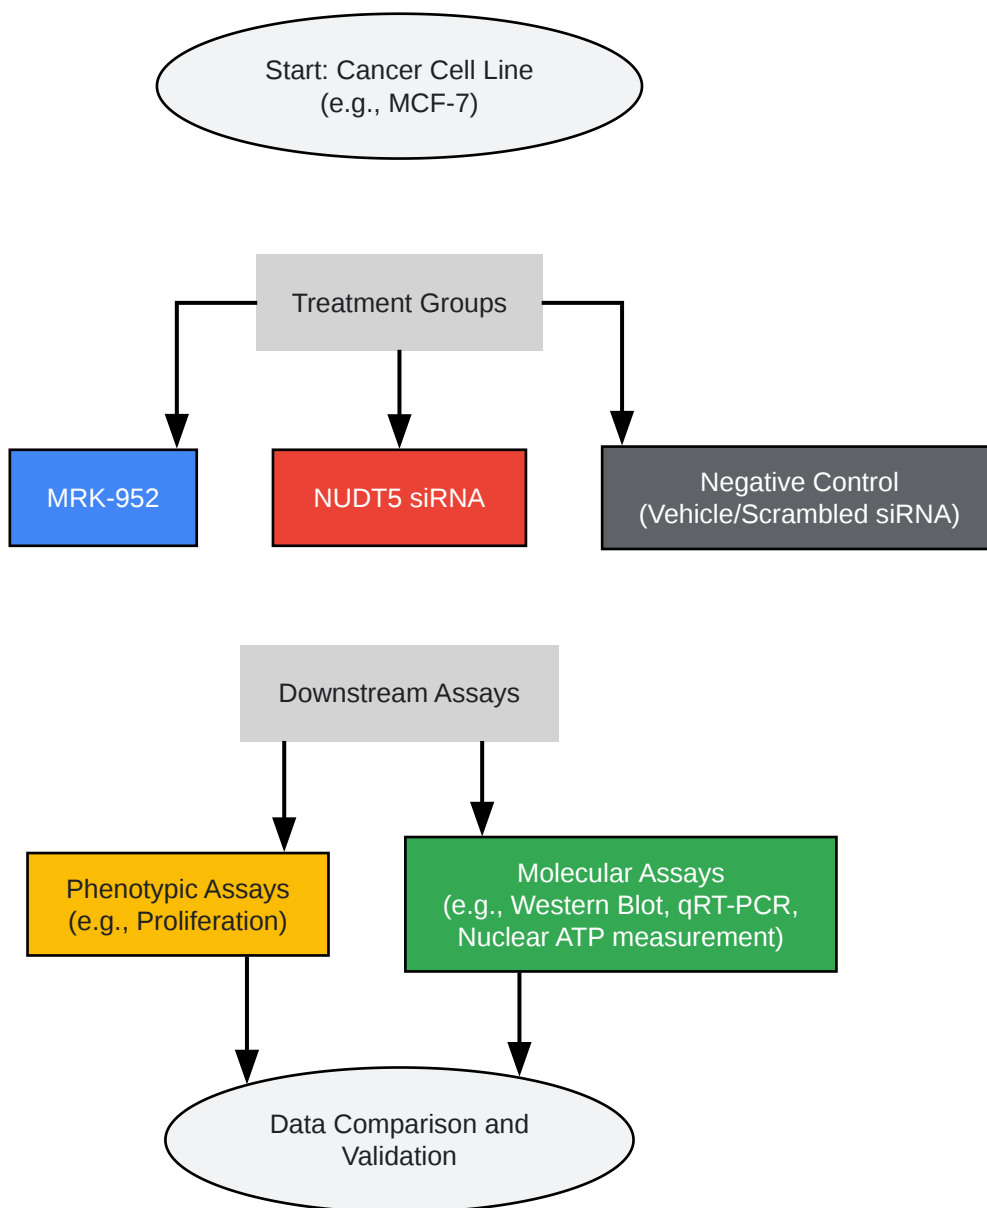 Start: Cancer Cell Line
(e.g., MCF-7)
Treatment Groups
MRK-952
NUDT5 siRNA
Negative Control
(Vehicle/Scrambled siRNA)
Downstream Assays
Phenotypic Assays
(e.g., Proliferation)
Molecular Assays
(e.g., Western Blot, qRT-PCR,
Nuclear ATP measurement)
Data Comparison and
Validation